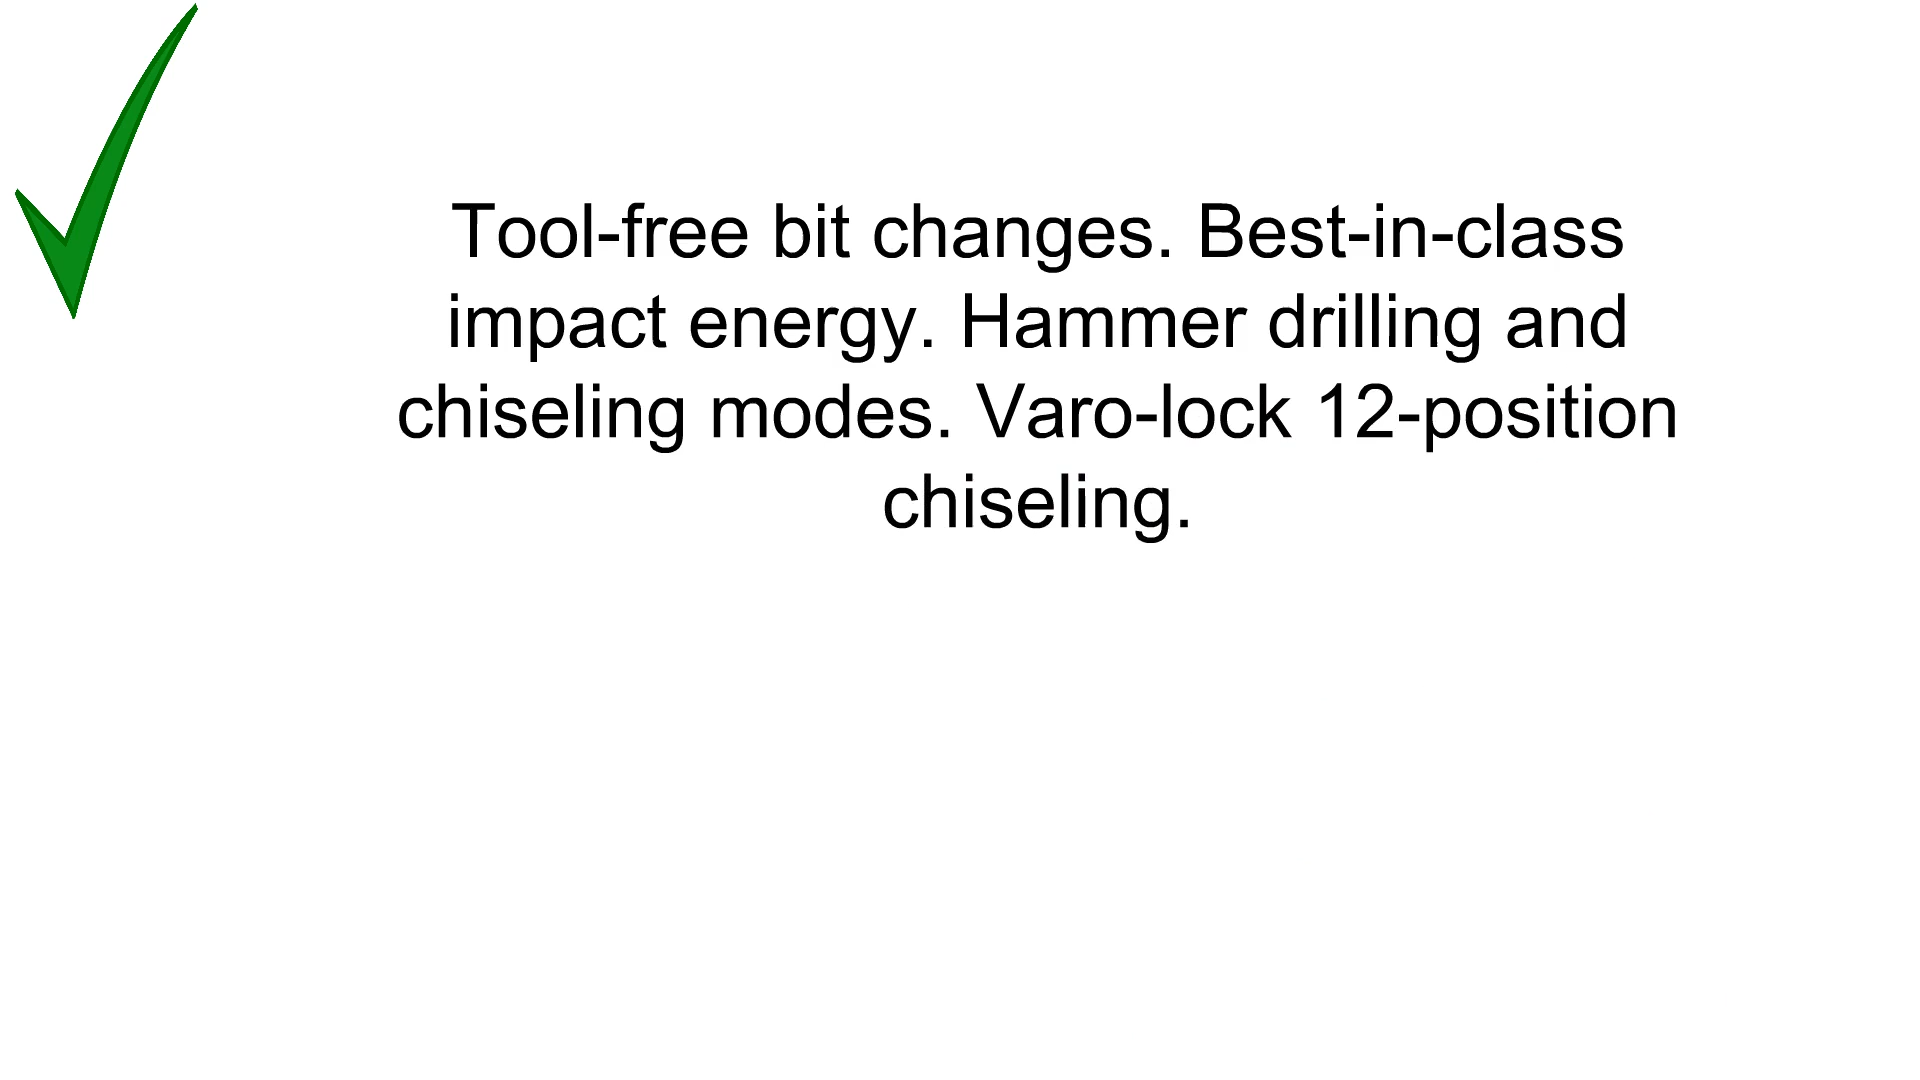 Tool-free bit changes. Best-in-class
impact energy. Hammer drilling and
chiseling modes. Varo-lock 12-position
chiseling.